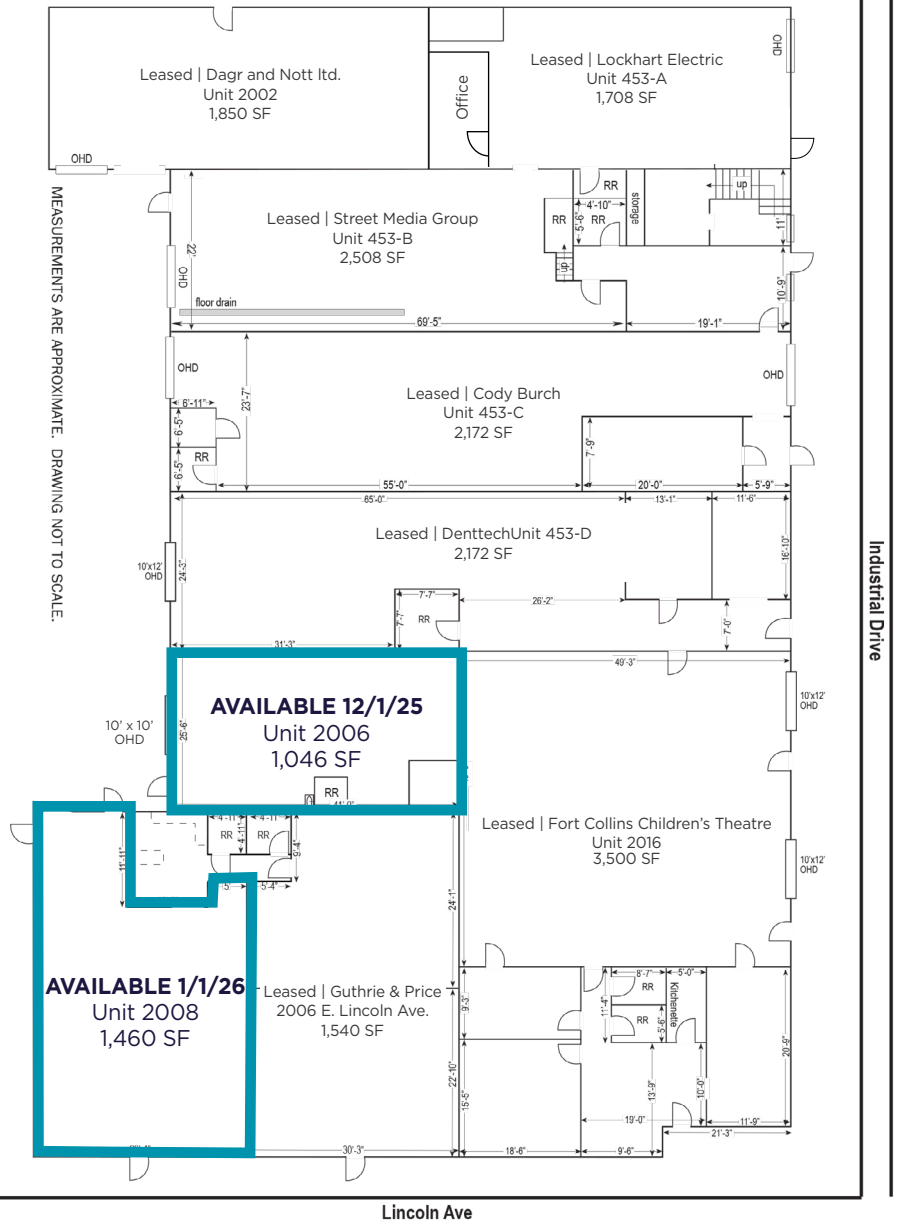 Leased | Dagr and Nott ltd.
Unit 2002
1,850 SF
Office
Leased | Lockhart Electric
Unit 453-A
1,708 SF
OHD
OHD
MEASUREMENTS ARE APPROXIMATE. DRAWING NOT TO SCALE.
Leased | Street Media Group
Unit 453-B
2,508 SF
22'
OHD
floor drain
69'-5"
19'-1"
RR
4'-10"
RR
RR
5'-6"
storage
up
up
11'
10'-9"
OHD
OHD
Leased | Cody Burch
Unit 453-C
2,172 SF
23'-7"
6'-11"
6'-5"
6'-5"
RR
7'-9"
55'-0"
20'-0"
5'-9"
65'-0"
13'-1"
11'-6"
Leased | DenttechUnit 453-D
2,172 SF
10'x12'
OHD
24'-3"
16'-10"
7'-7"
7'-7"
RR
26'-2"
7'-0"
31'-3"
49'-3"
Industrial Drive
AVAILABLE 12/1/25
Unit 2006
1,046 SF
10' x 10'
OHD
25'-6"
RR
10'x12'
OHD
Leased | Fort Collins Children's Theatre
Unit 2016
3,500 SF
10'x12'
OHD
4'-11"
4'-11"
RR
4'-11"
RR
9'-4"
11'-11"
5'-4"
24'-1"
AVAILABLE 1/1/26
Unit 2008
1,460 SF
Leased | Guthrie & Price
2006 E. Lincoln Ave.
1,540 SF
9'-3"
11'-4"
8'-7"
5'-0"
RR
RR
5'-6"
Kitchenette
20'-9"
22'-10"
15'-5"
13'-9"
10'-0"
19'-0"
11'-9"
21'-3"
30'-3"
18'-6"
9'-6"
Lincoln Ave